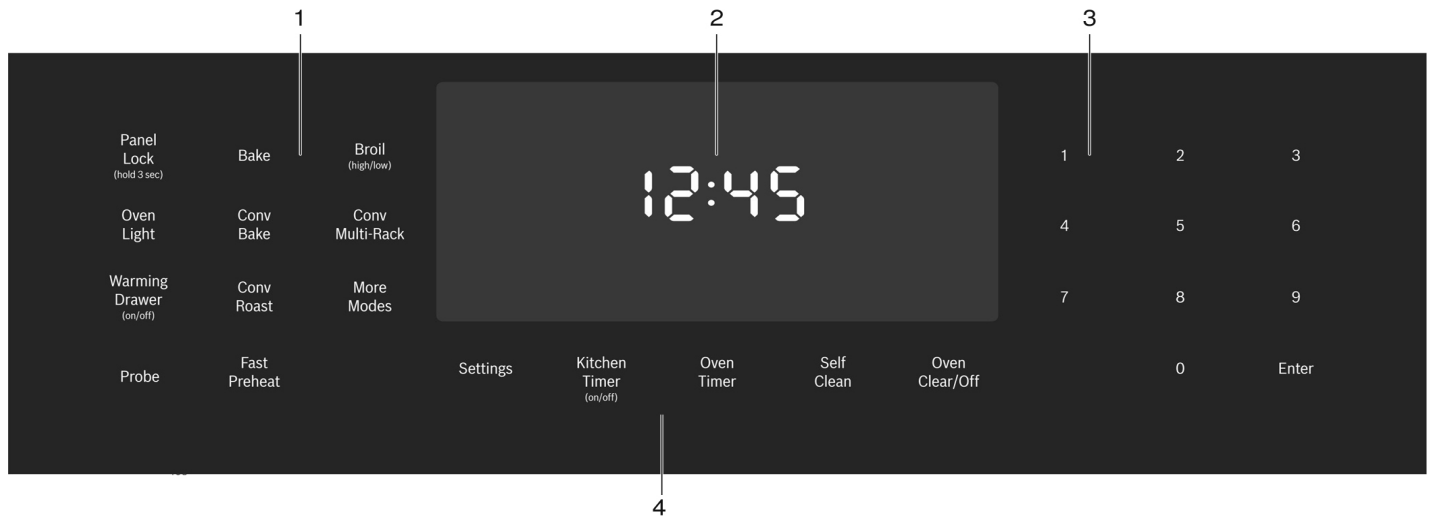 1
2
3
Panel
Lock
(hold 3 sec)
Bake
Broil
(high/low)
Oven
Light
Conv
Bake
Conv
Multi-Rack
Warming
Drawer
(on/off)
Conv
Roast
More
Modes
Probe
Fast
Preheat
12:45
Settings
Kitchen
Timer
(on/off)
Oven
Timer
Self
Clean
Oven
Clear/Off
1
2
3
4
5
6
7
8
9
0
Enter
4